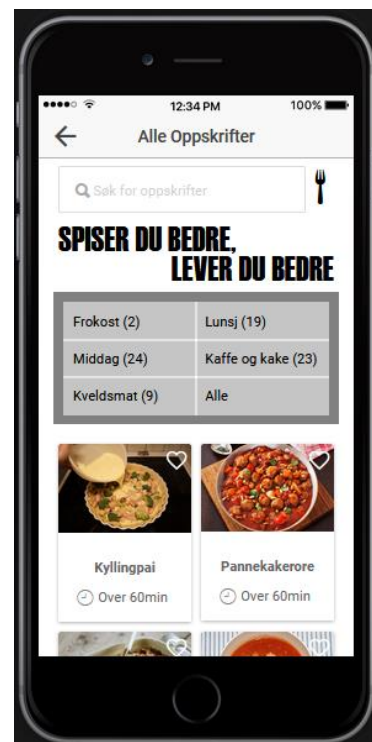 12:34 PM 100%
Alle Oppskrifter
Søk for oppskrifter
SPISER DU BEDRE,
LEVER DU BEDRE
Frokost (2) Lunsj (19)
Middag (24) Kaffe og kake (23)
Kveldsmat (9) Alle
Kyllingpai Pannekakerore
Over 60min Over 60min